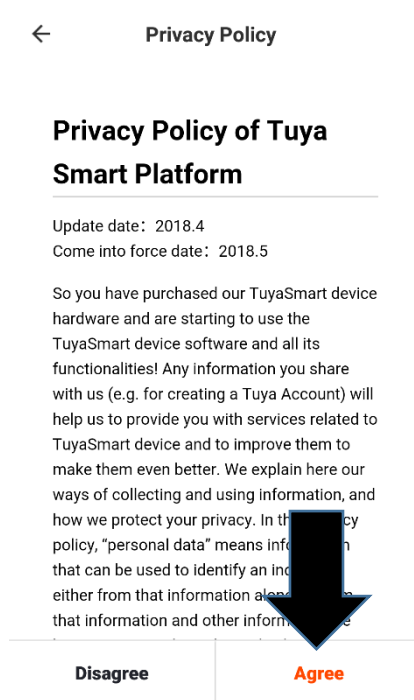 Privacy Policy
Privacy Policy of Tuya
Smart Platform
Update date：2018.4
Come into force date：2018.5
So you have purchased our TuyaSmart device
hardware and are starting to use the
TuyaSmart device software and all its
functionalities! Any information you share
with us (e.g. for creating a Tuya Account) will
help us to provide you with services related to
TuyaSmart device and to improve them to
make them even better. We explain here our
ways of collecting and using information, and
how we protect your privacy. In
policy, “personal data” means
that can be used to identify an
either from that information
that information and other
Disagree
Agree